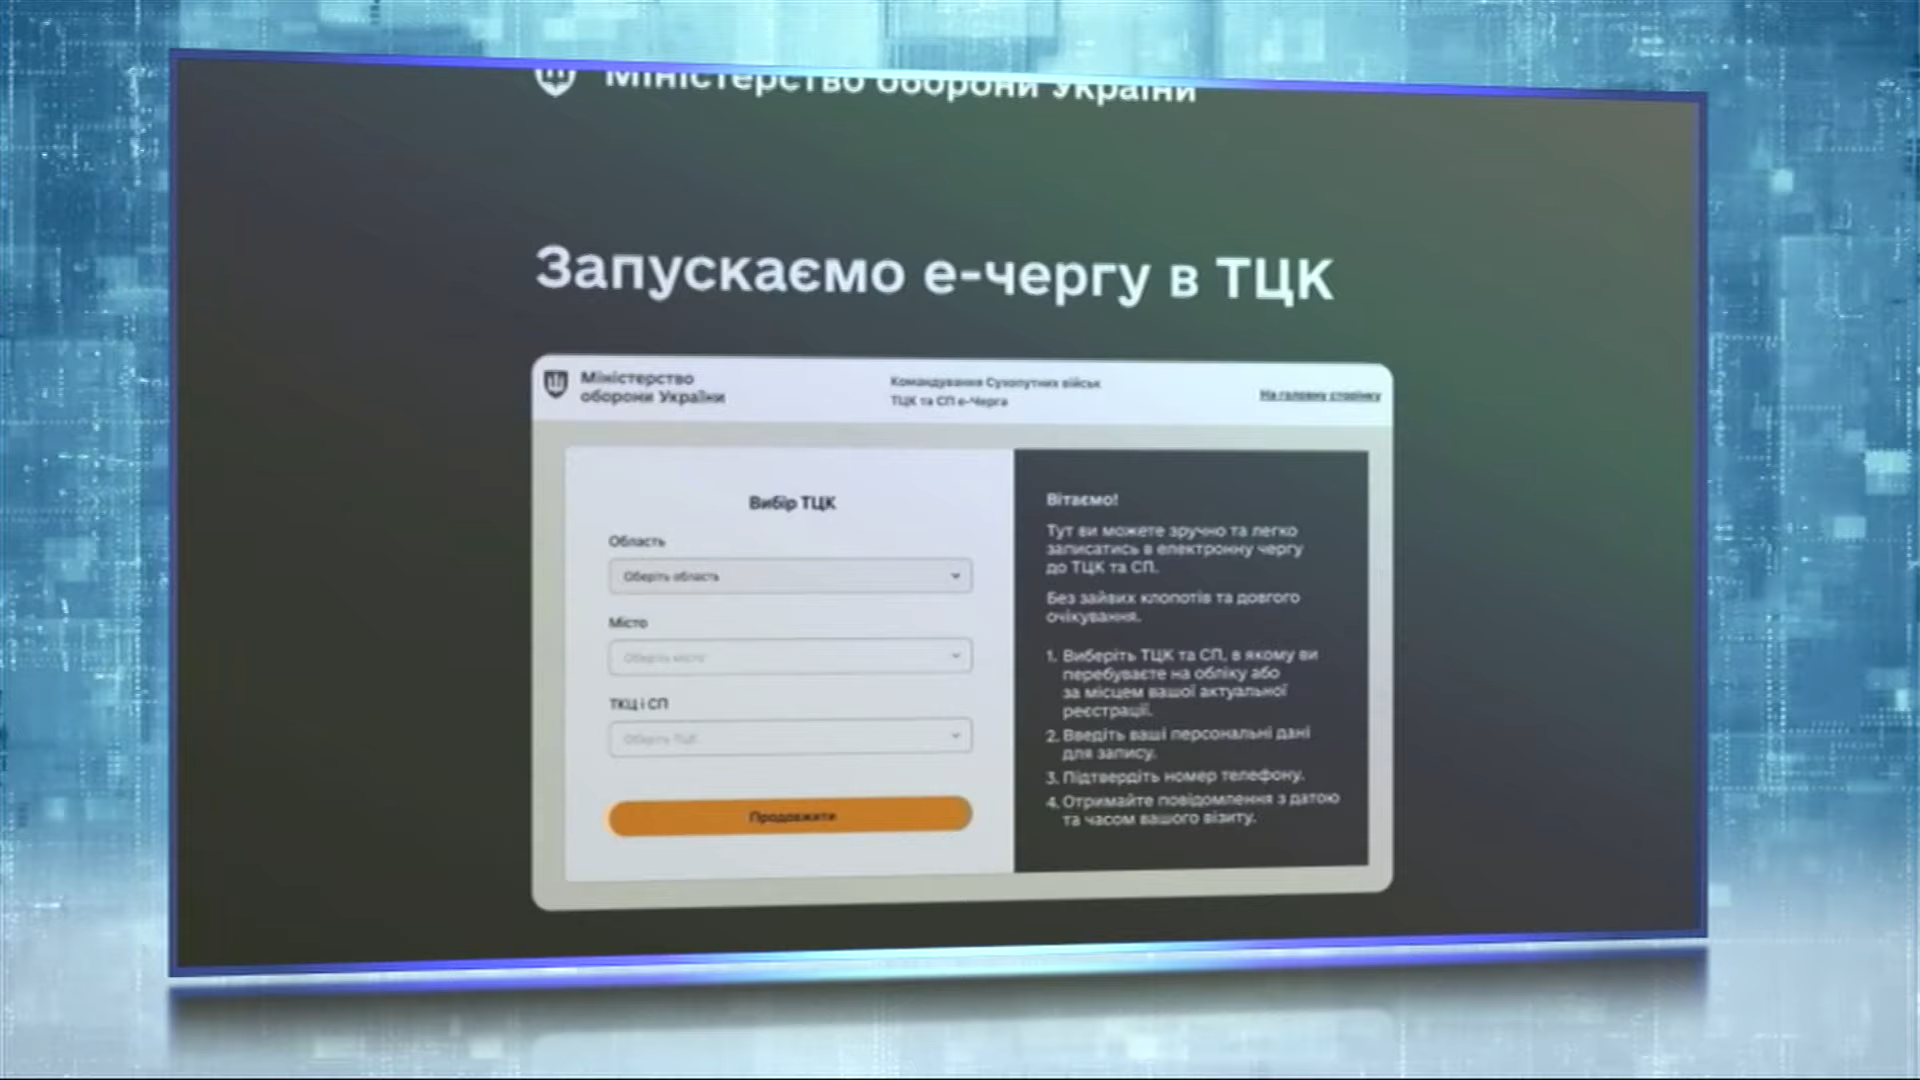 Міністерство оборони України
Запускаємо е-чергу в ТЦК
Міністерство
оборони України
Командування Сухопутних військ
ТЦК та СП е-Черга
На головну сторінку
Вибір ТЦК
Область
Оберіть область
Місто
Оберіть місто
ТКЦ і СП
Оберіть ТЦК
Продовжити
Вітаємо!
Тут ви можете зручно та легко
записатись в електронну чергу
до ТЦК та СП.
Без зайвих клопотів та довгого
очікування.
1. Виберіть ТЦК та СП, в якому ви
перебуваєте на обліку або
за місцем вашої актуальної
реєстрації.
2. Введіть ваші персональні дані
для запису.
3. Підтвердіть номер телефону.
4. Отримайте повідомлення з датою
та часом вашого візиту.